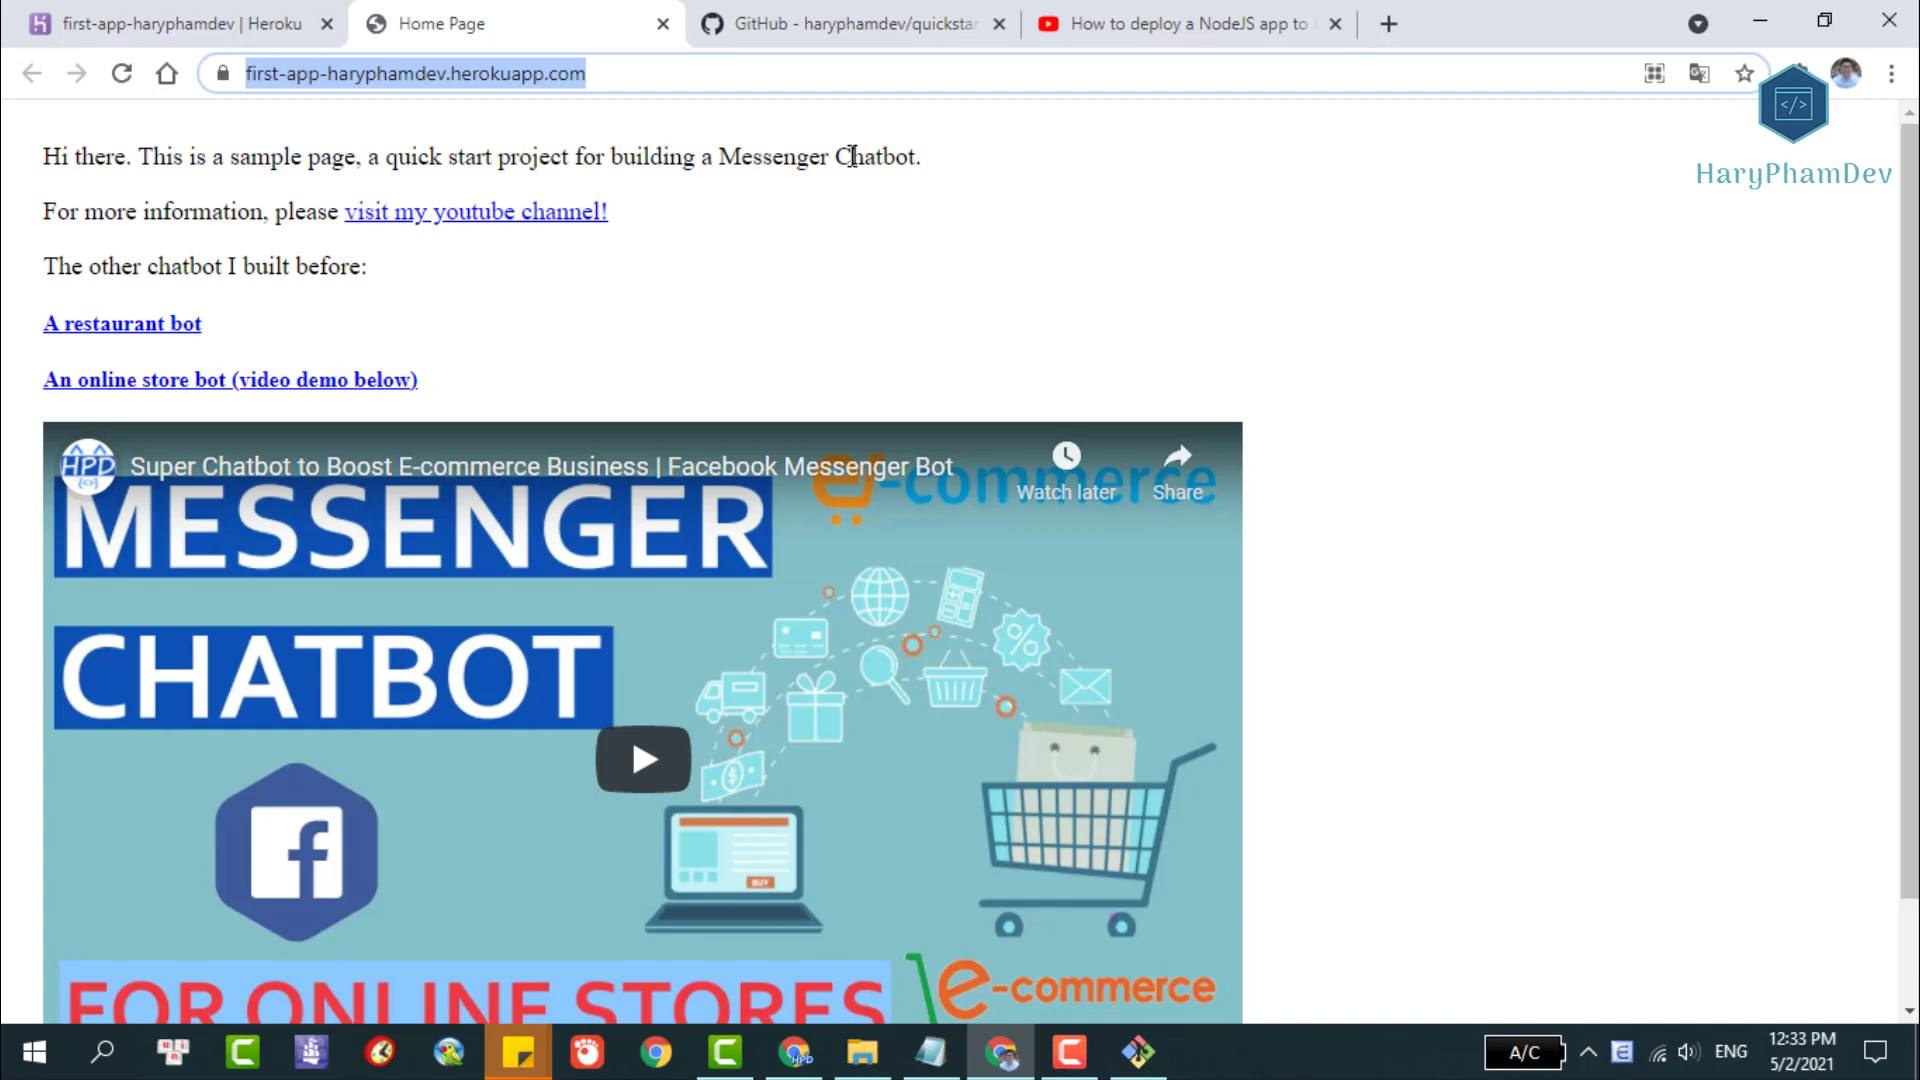 first-app-haryphamdev | Heroku
Home Page
GitHub - haryphamdev/quickstar
How to deploy a NodeJS app to
first-app-haryphamdev.herokuapp.com
</>
HaryPhamDev
Hi there. This is a sample page, a quick start project for building a Messenger Chatbot.
For more information, please visit my youtube channel!
The other chatbot I built before:
A restaurant bot
An online store bot (video demo below)
HPD
Super Chatbot to Boost E-commerce Business | Facebook Messenger Bot
Watch later
Share
e-commerce
MESSENGER
CHATBOT
BUY
FOR ONLINE STORES
e-commerce
A/C
ENG
12:33 PM
5/2/2021